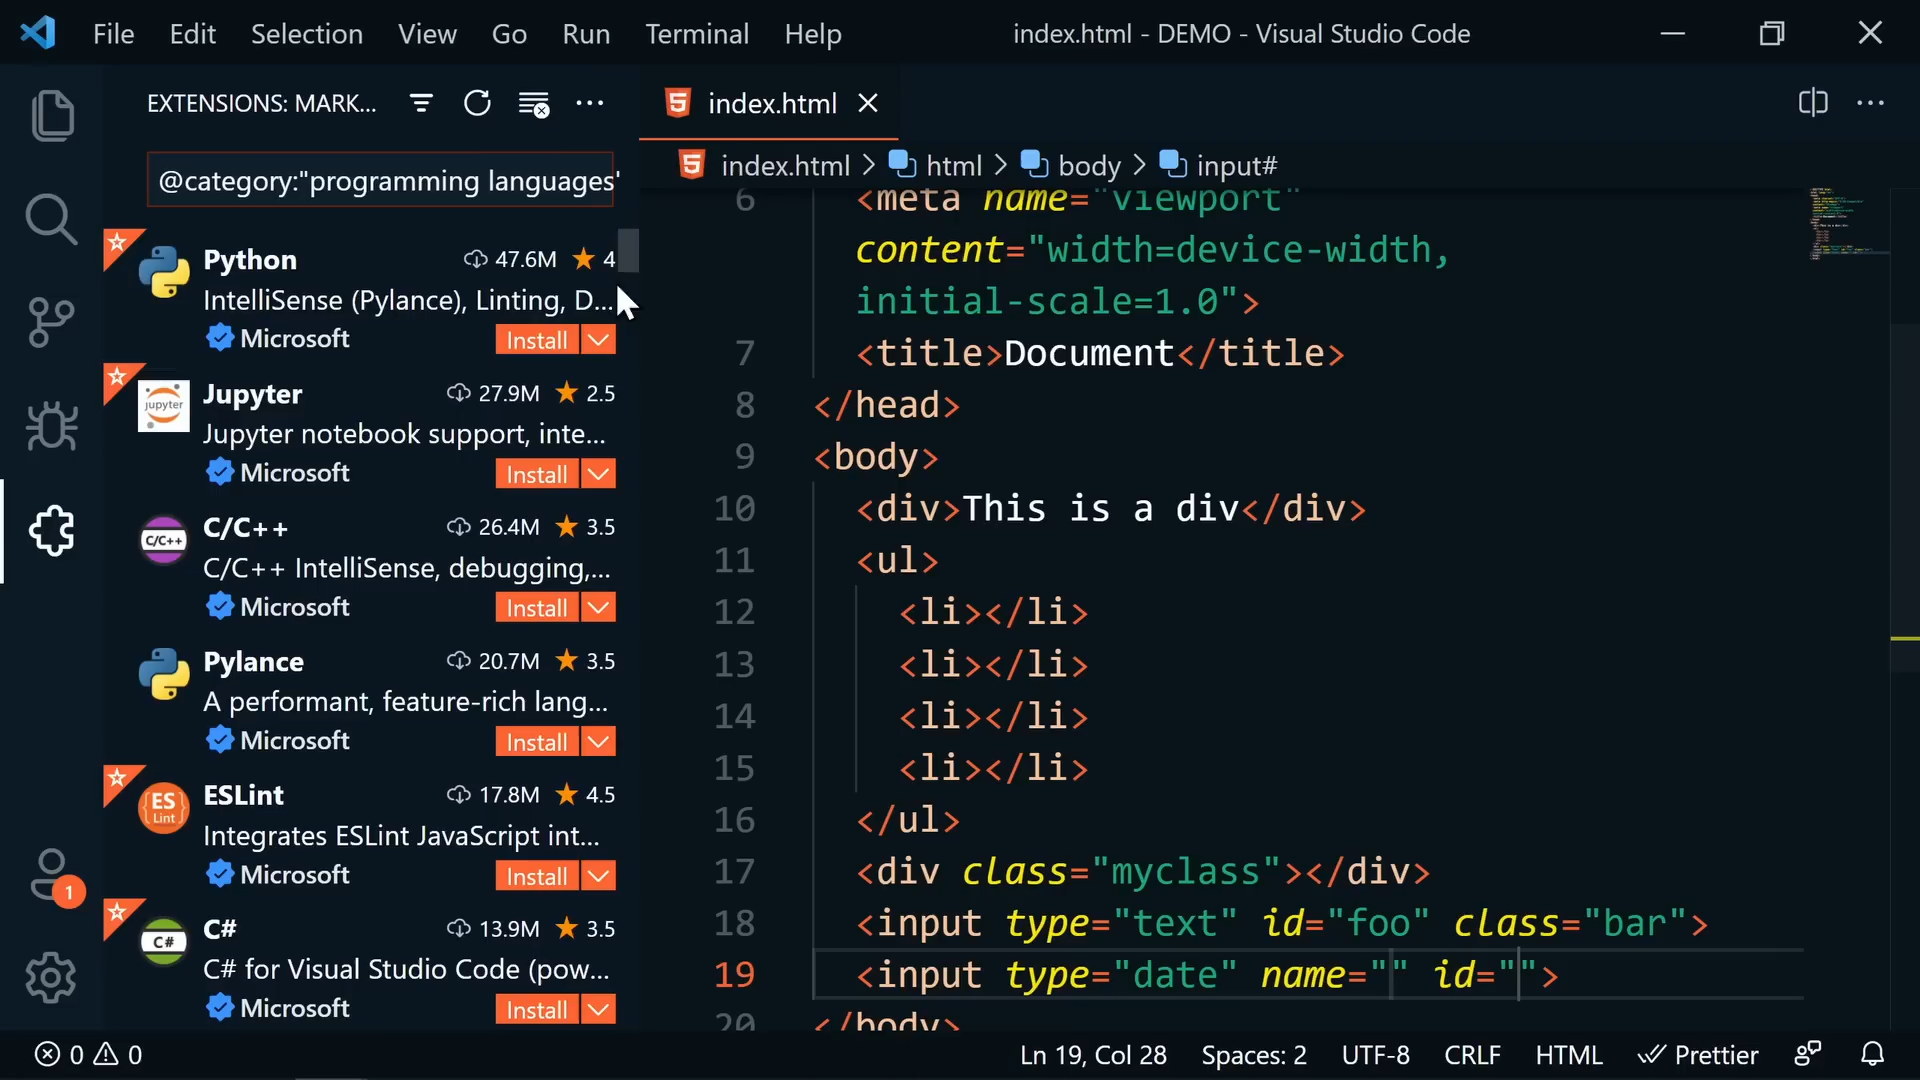 File Edit Selection View Go Run Terminal Help
index.html - DEMO - Visual Studio Code
EXTENSIONS: MARK...
@category:"programming languages"
Python 47.6M 4
IntelliSense (Pylance), Linting, D...
Microsoft Install
jupyter
Jupyter 27.9M 2.5
Jupyter notebook support, inte...
Microsoft Install
C/C++
C/C++ 26.4M 3.5
C/C++ IntelliSense, debugging,...
Microsoft Install
Pylance 20.7M 3.5
A performant, feature-rich lang...
Microsoft Install
{ES}
Lint
ESLint 17.8M 4.5
Integrates ESLint JavaScript int...
Microsoft Install
C#
C# 13.9M 3.5
C# for Visual Studio Code (pow...
Microsoft Install
1
index.html
index.html > html > body > input#
6 <meta name="viewport"
content="width=device-width,
initial-scale=1.0">
7 <title>Document</title>
8 </head>
9 <body>
10 <div>This is a div</div>
11 <ul>
12 <li></li>
13 <li></li>
14 <li></li>
15 <li></li>
16 </ul>
17 <div class="myclass"></div>
18 <input type="text" id="foo" class="bar">
19 <input type="date" name="" id="">
20 </body>
0 0
Ln 19, Col 28 Spaces: 2 UTF-8 CRLF HTML Prettier